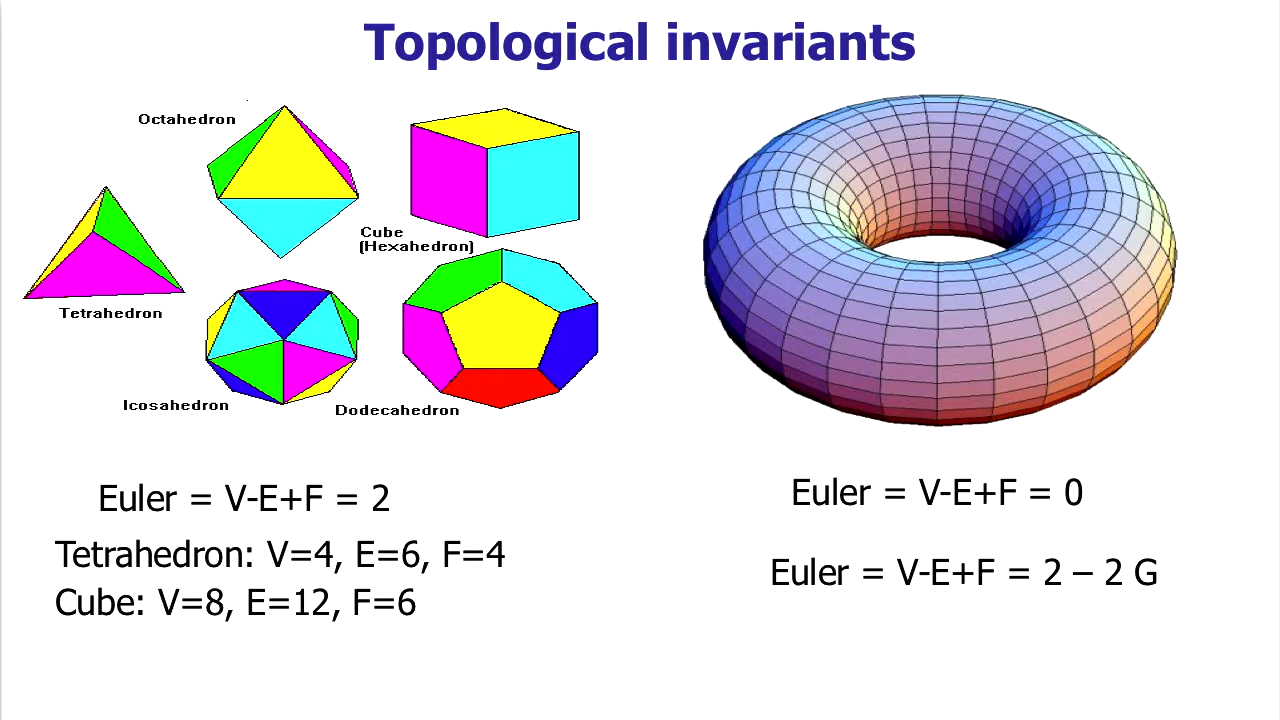 Topological invariants
Octahedron
Cube
(Hexahedron)
Tetrahedron
Icosahedron
Dodecahedron
Euler = V-E+F = 2
Tetrahedron: V=4, E=6, F=4
Cube: V=8, E=12, F=6
Euler = V-E+F = 0
Euler = V-E+F = 2 – 2 G